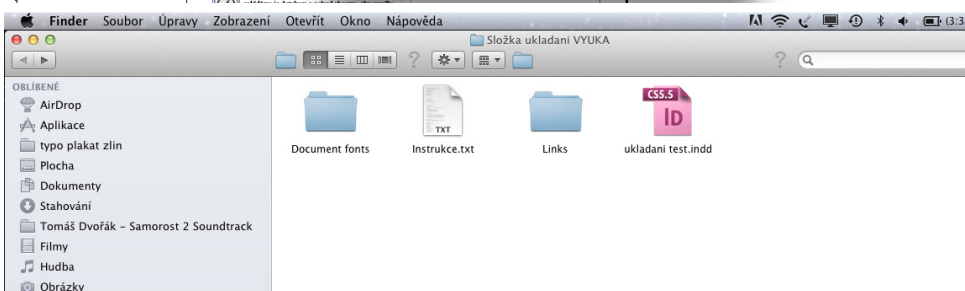 Finder Soubor Úpravy Zobrazení Otevřít Okno Nápověda (3:3
Složka ukladani VYUKA
OBLÍBENÉ
AirDrop
Aplikace
typo plakat zlin
Plocha
Dokumenty
Stahování
Tomáš Dvořák – Samorost 2 Soundtrack
Filmy
Hudba
Obrázky
CS5.5
TXT ID
Document fonts Instrukce.txt Links ukladani test.indd